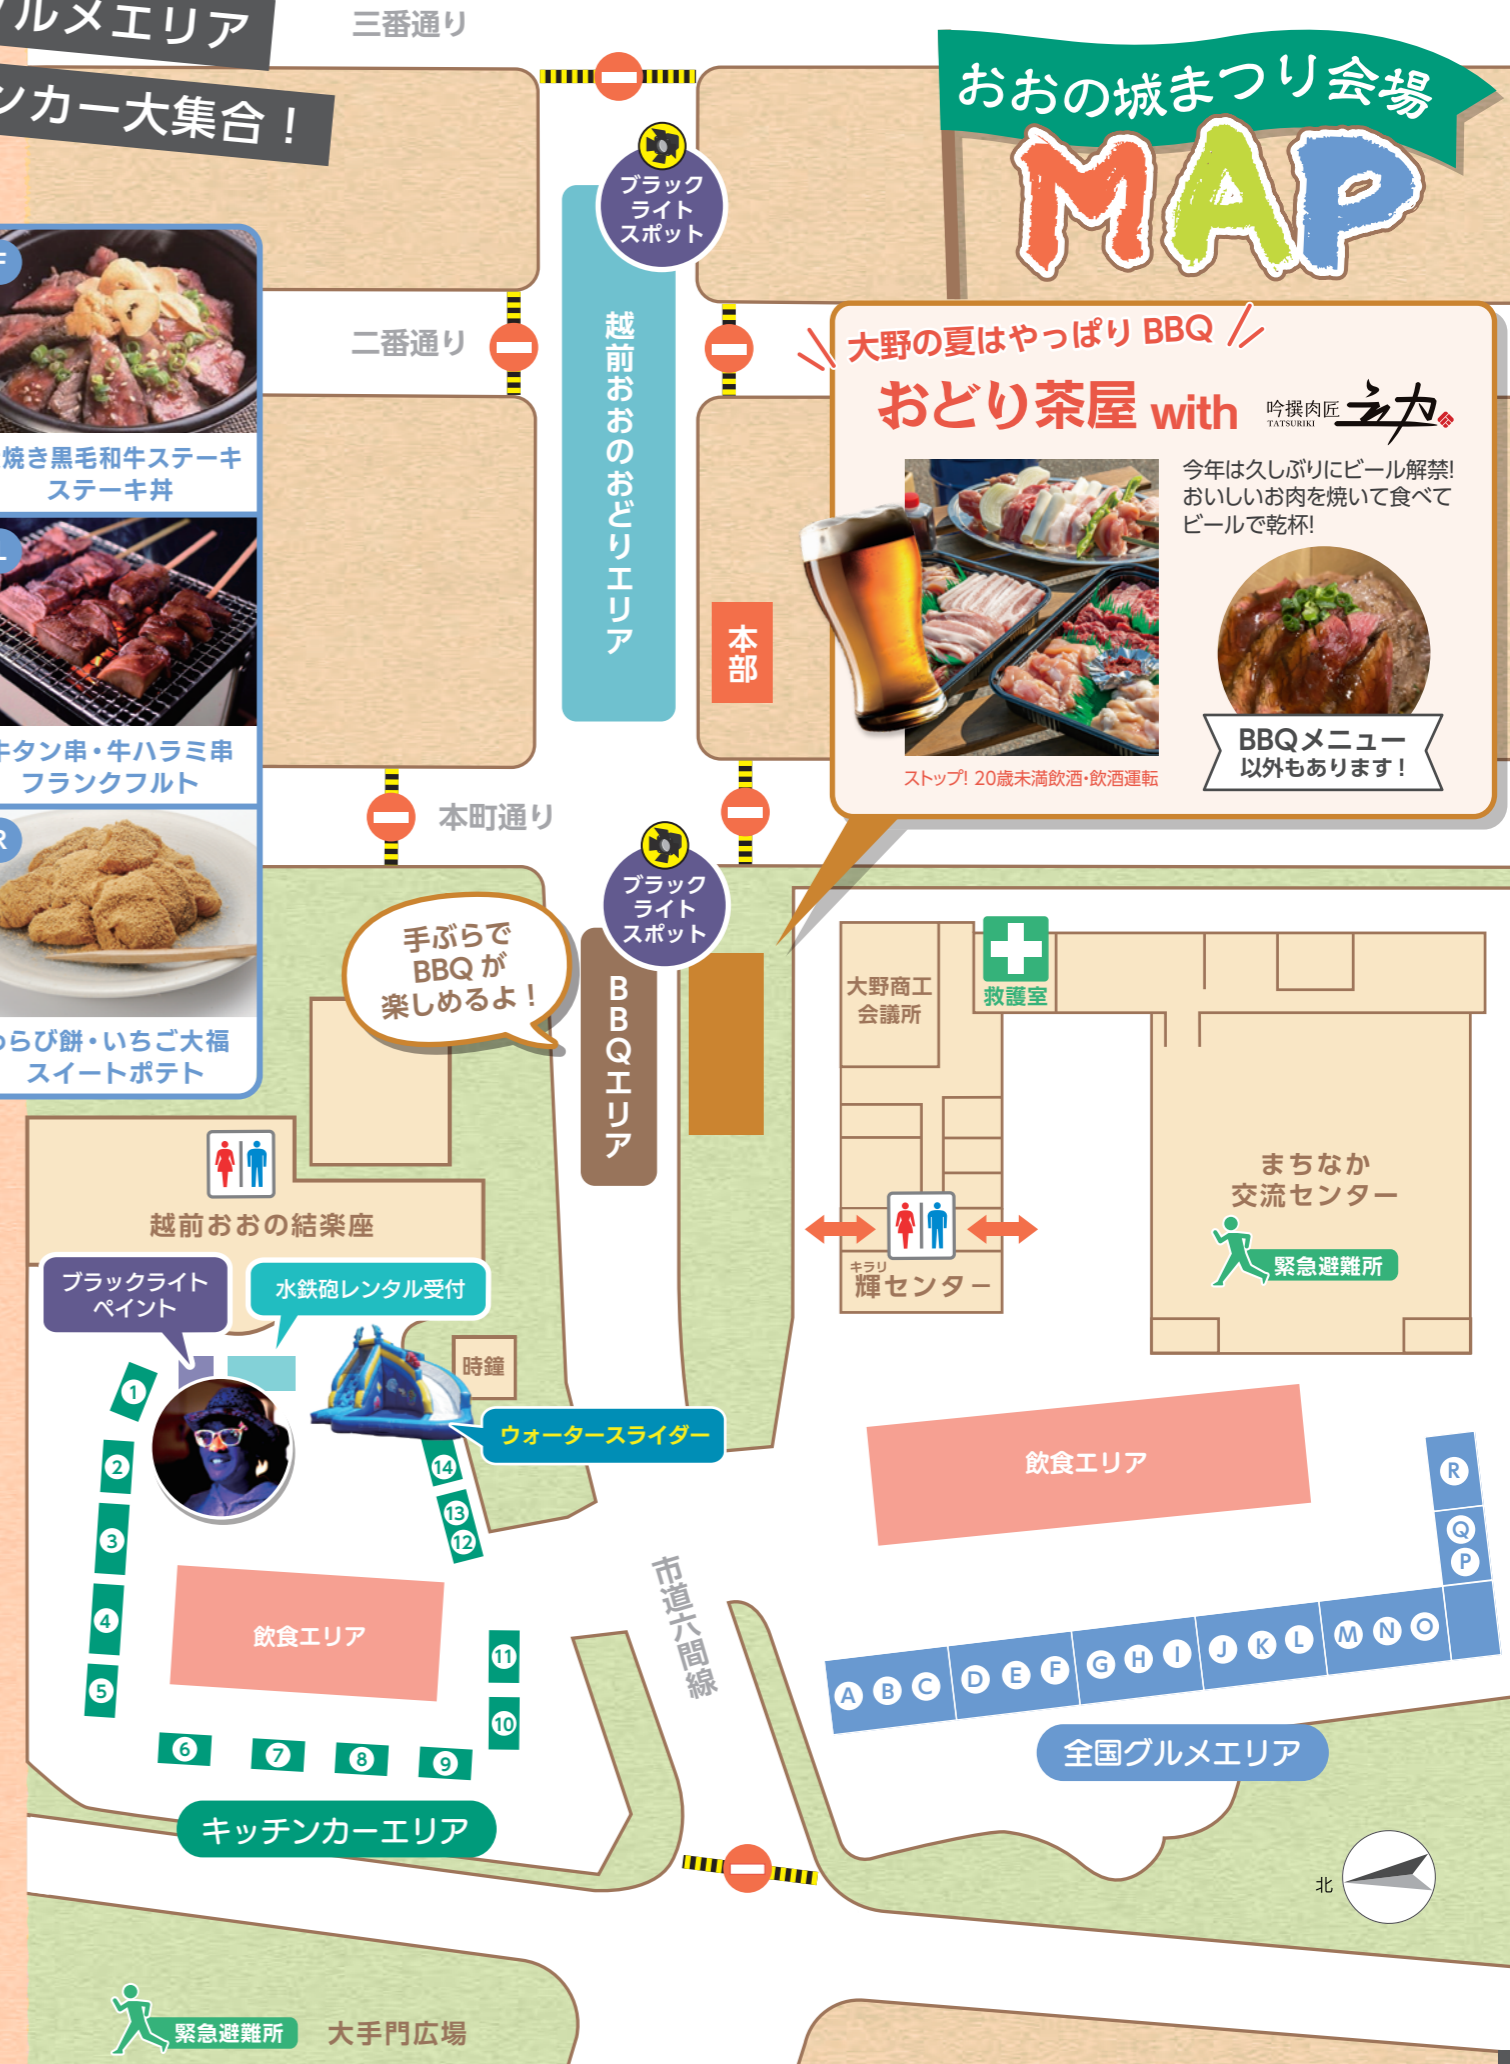 グルメエリア
ンカー大集合！
三番通り
おおの城まつり会場
MAP
ブラック
ライト
スポット
越前おおのおどりエリア
二番通り
本部
大野の夏はやっぱりBBQ
おどり茶屋 with
吟撰肉匠
TATSURIKI
今年は久しぶりにビール解禁!
おいしいお肉を焼いて食べて
ビールで乾杯!
BBQメニュー
以外もあります！
ストップ! 20歳未満飲酒・飲酒運転
F
焼き黒毛和牛ステーキ
ステーキ丼
L
牛タン串・牛ハラミ串
フランクフルト
R
わらび餅・いちご大福
スイートポテト
本町通り
ブラック
ライト
スポット
手ぶらで
BBQが
楽しめるよ！
BBQエリア
大野商工
会議所
救護室
まちなか
交流センター
緊急避難所
キラリ
輝センター
越前おおの結楽座
ブラックライト
ペイント
水鉄砲レンタル受付
時鐘
ウォータースライダー
1
2
3
4
5
6
7
8
9
10
11
12
13
14
飲食エリア
キッチンカーエリア
市道六間線
飲食エリア
R
Q
P
A B C D E F G H I J K L M N O
全国グルメエリア
北
緊急避難所
大手門広場